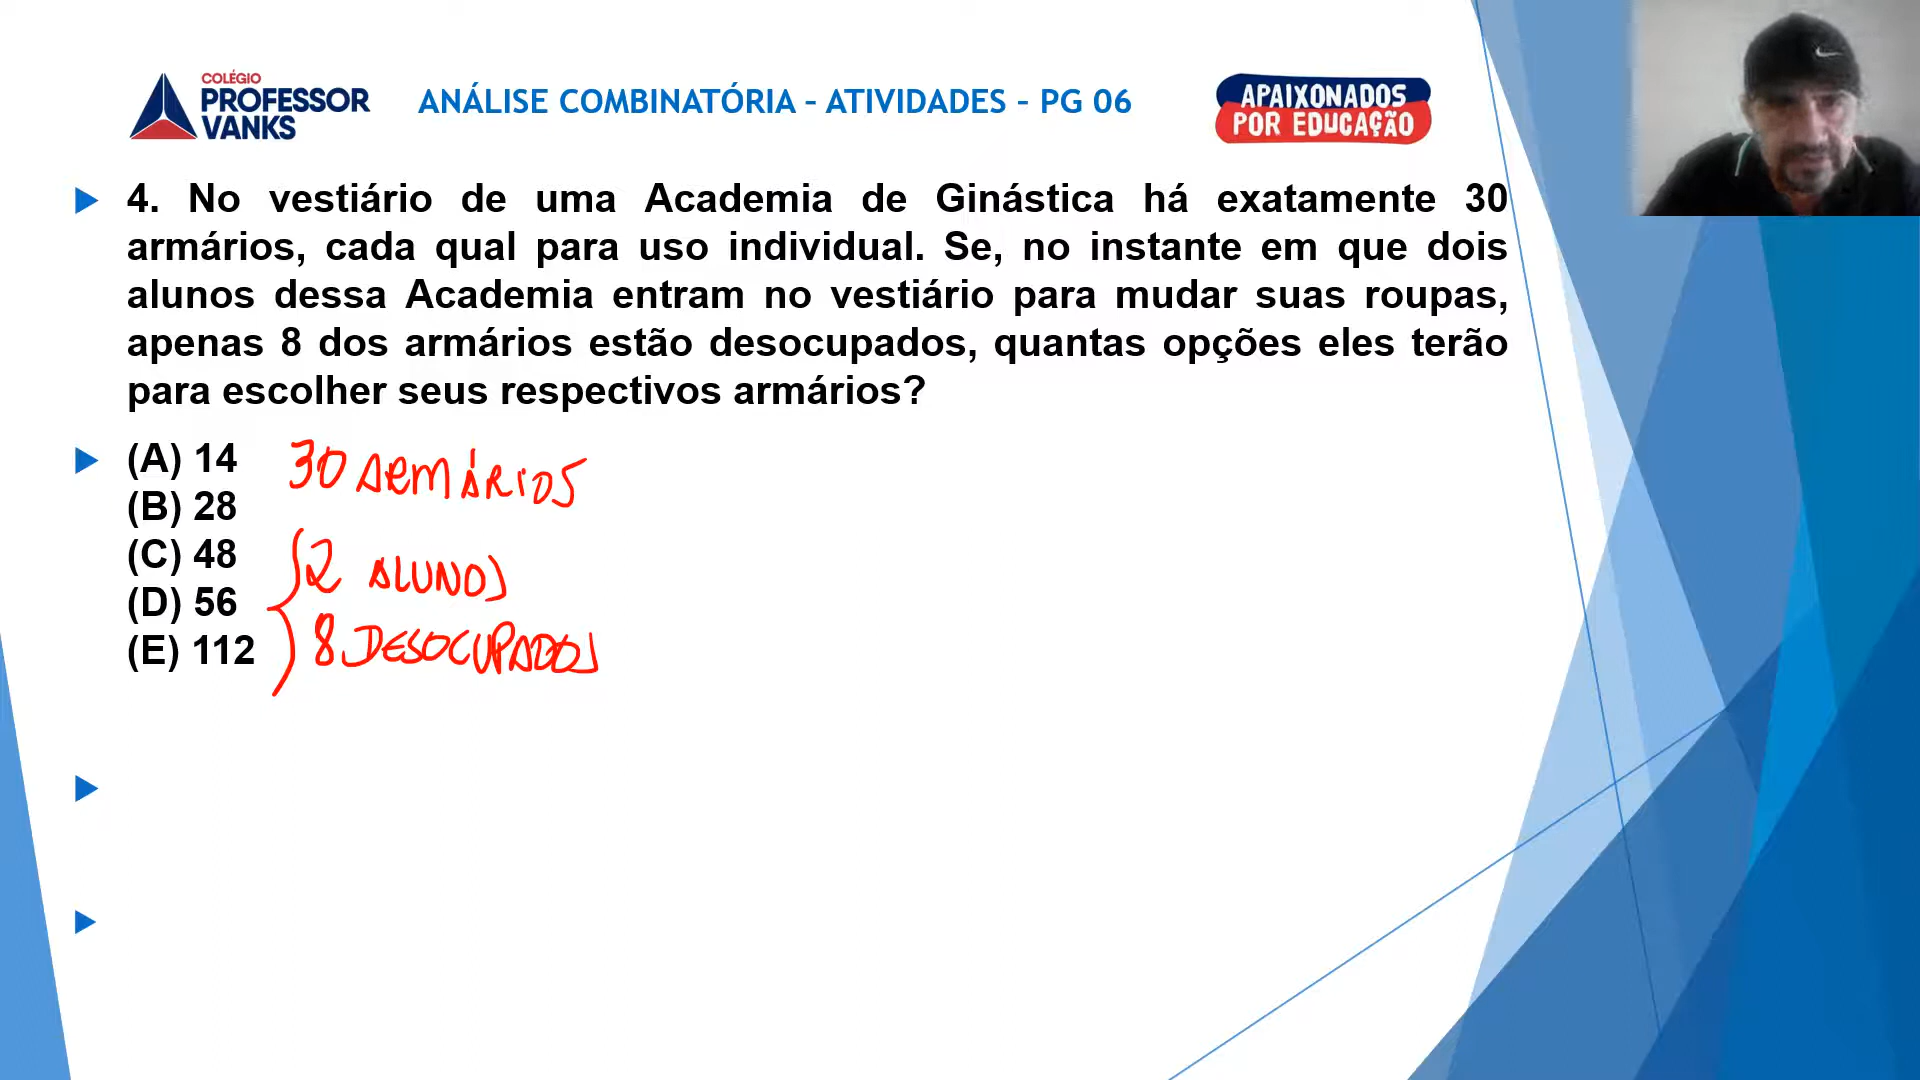 COLÉGIO
PROFESSOR
VANKS
ANÁLISE COMBINATÓRIA – ATIVIDADES – PG 06
APAIXONADOS
POR EDUCAÇÃO
4. No vestiário de uma Academia de Ginástica há exatamente 30
armários, cada qual para uso individual. Se, no instante em que dois
alunos dessa Academia entram no vestiário para mudar suas roupas,
apenas 8 dos armários estão desocupados, quantas opções eles terão
para escolher seus respectivos armários?
(A) 14
(B) 28
(C) 48
(D) 56
(E) 112
30 ARMÁRIOS
2 ALUNOS
8 DESOCUPADOS